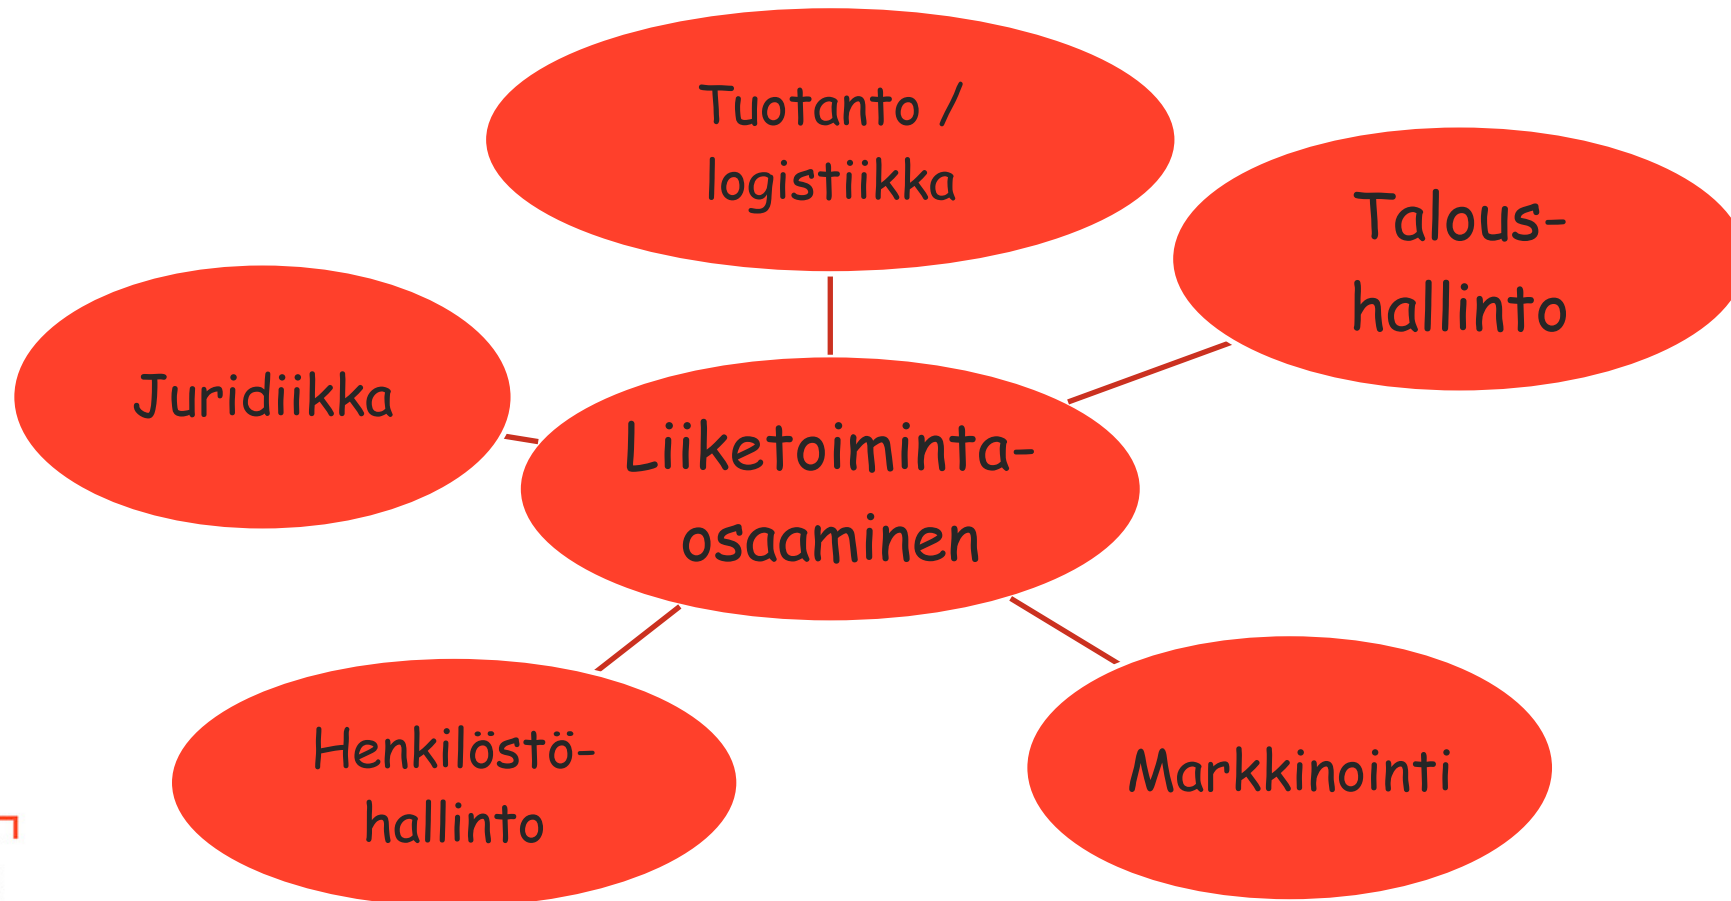 Tuotanto /
logistiikka
Talous-
hallinto
Juridiikka
Liiketoiminta-
osaaminen
Henkilöstö-
hallinto
Markkinointi